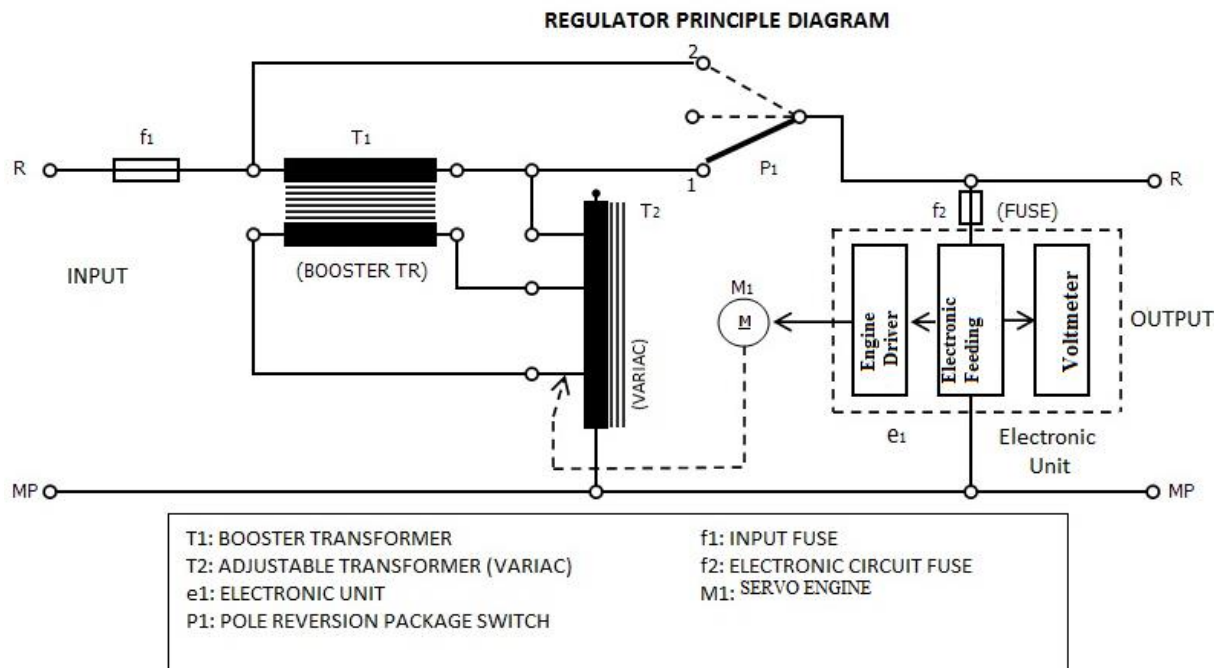 REGULATOR PRINCIPLE DIAGRAM
2
f1
T1
R
1
P1
R
T2
f2
(FUSE)
(BOOSTER TR)
INPUT
M1
M
(VARIAC)
Engine
Driver
Electronic
Feeding
Voltmeter
OUTPUT
e1
Electronic
Unit
MP
MP
T1: BOOSTER TRANSFORMER
T2: ADJUSTABLE TRANSFORMER (VARIAC)
e1: ELECTRONIC UNIT
P1: POLE REVERSION PACKAGE SWITCH
f1: INPUT FUSE
f2: ELECTRONIC CIRCUIT FUSE
M1: SERVO ENGINE